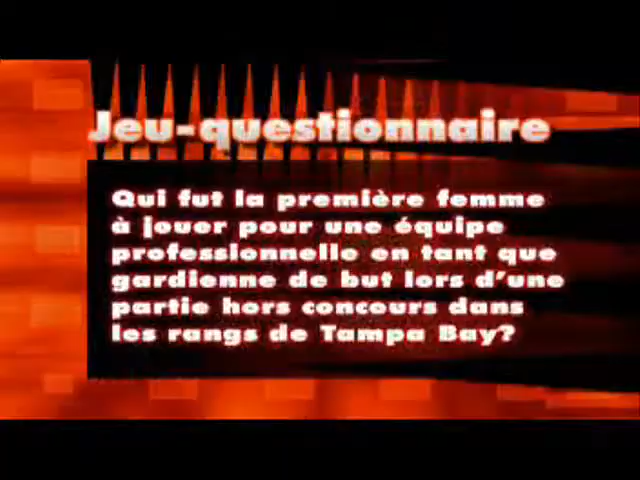 Jeu-questionnaire
Qui fut la première femme
à jouer pour une équipe
professionnelle en tant que
gardienne de but lors d'une
partie hors concours dans
les rangs de Tampa Bay?